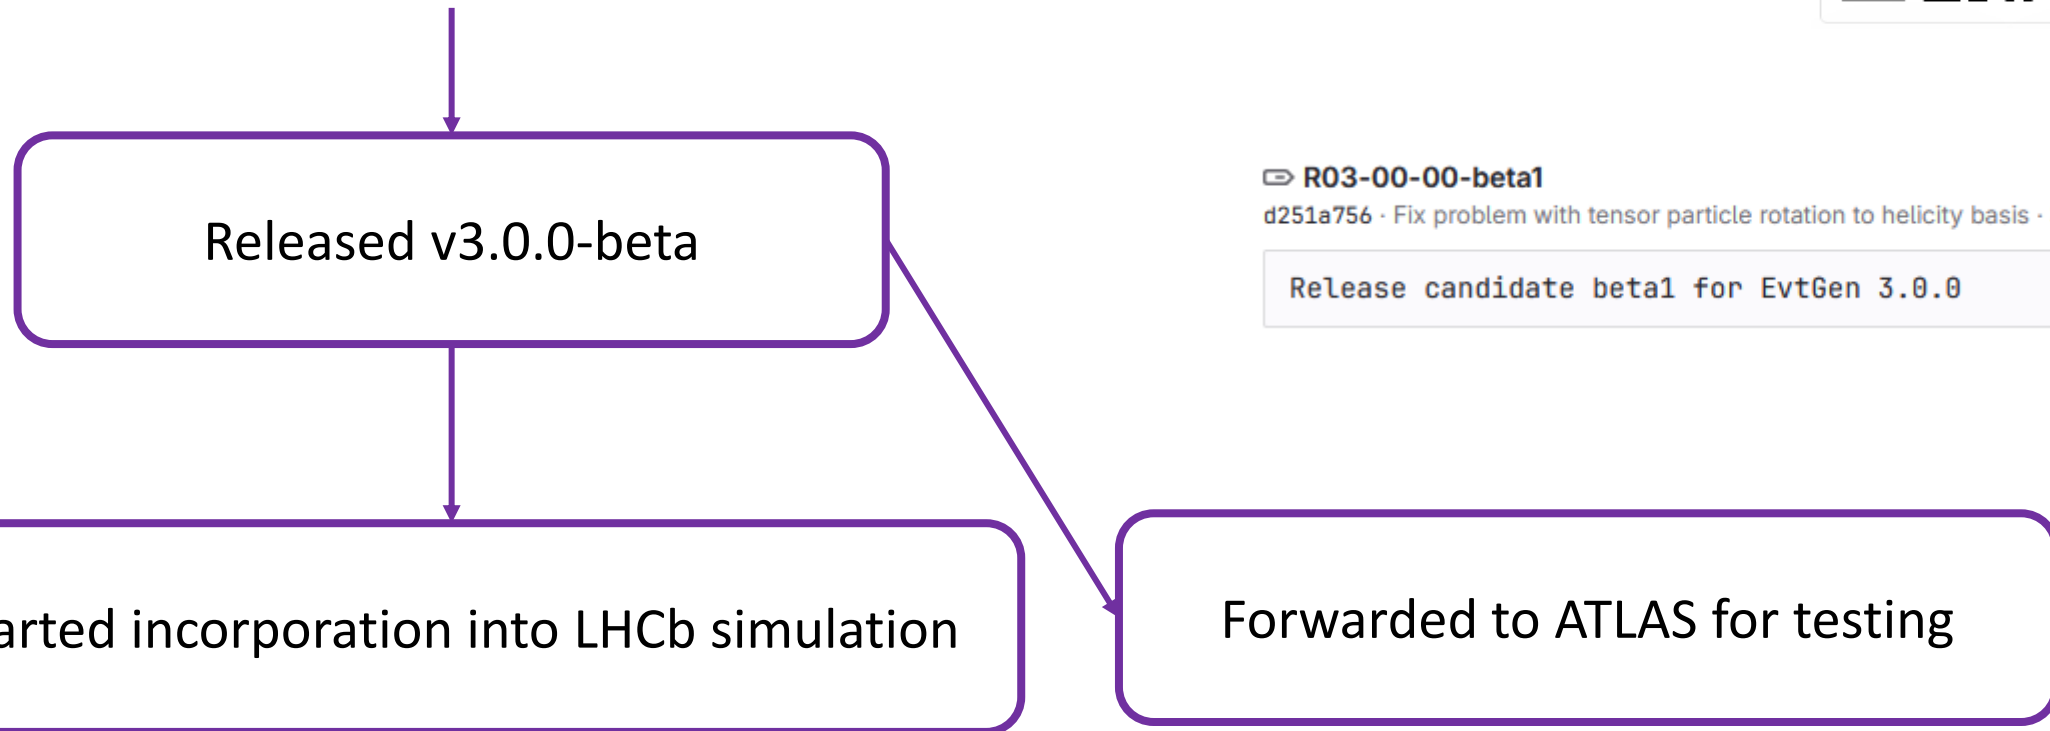 Released v3.0.0-beta
R03-00-00-beta1
d251a756 · Fix problem with tensor particle rotation to helicity basis ·
Release candidate beta1 for EvtGen 3.0.0
incorporation into LHCb simulation
Forwarded to ATLAS for testing